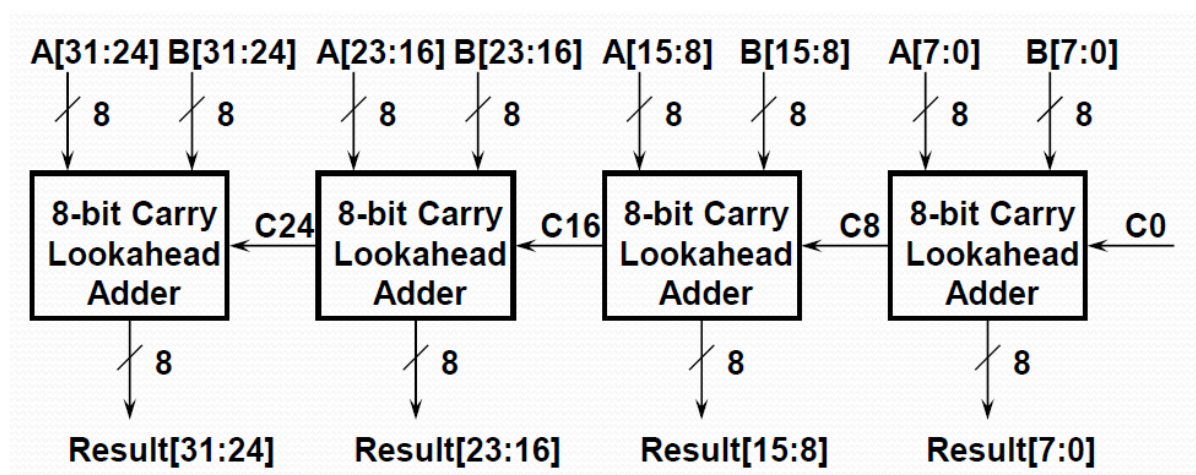 A[31:24] B[31:24] A[23:16] B[23:16] A[15:8] B[15:8] A[7:0] B[7:0]
8 8 8 8 8 8 8 8
8-bit Carry Lookahead Adder C24 8-bit Carry Lookahead Adder C16 8-bit Carry Lookahead Adder C8 8-bit Carry Lookahead Adder C0
8 8 8 8
Result[31:24] Result[23:16] Result[15:8] Result[7:0]